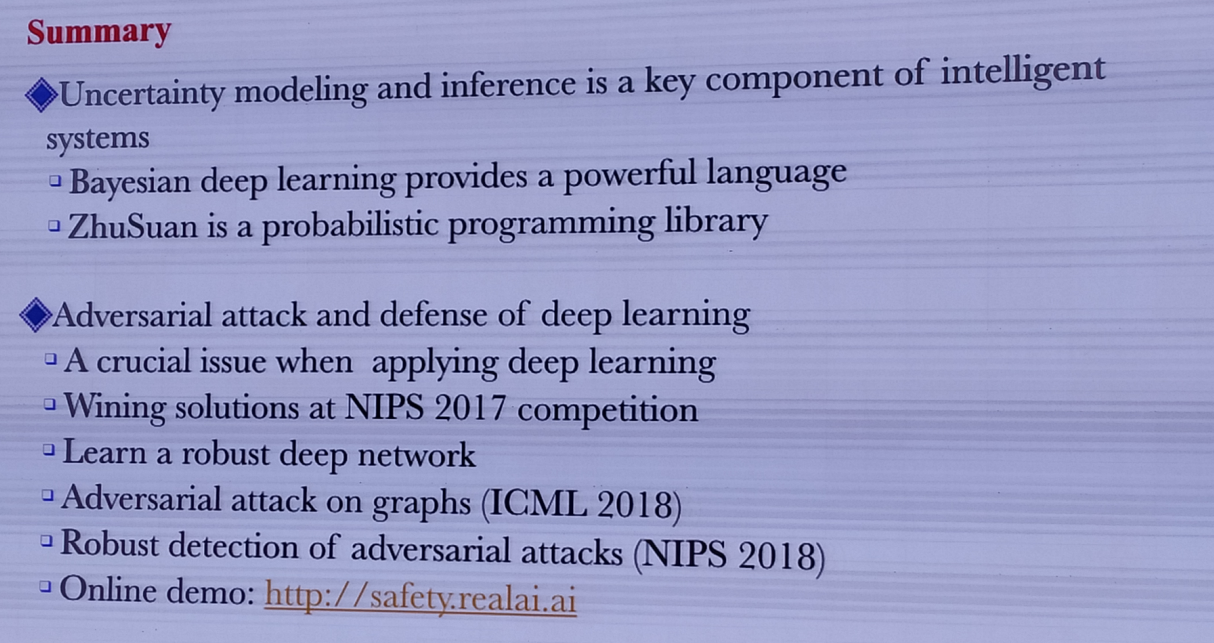 Summary
Uncertainty modeling and inference is a key component of intelligent
systems
Bayesian deep learning provides a powerful language
ZhuSuan is a probabilistic programming library
Adversarial attack and defense of deep learning
A crucial issue when applying deep learning
Wining solutions at NIPS 2017 competition
Learn a robust deep network
Adversarial attack on graphs (ICML 2018)
Robust detection of adversarial attacks (NIPS 2018)
Online demo: http://safety.realai.ai